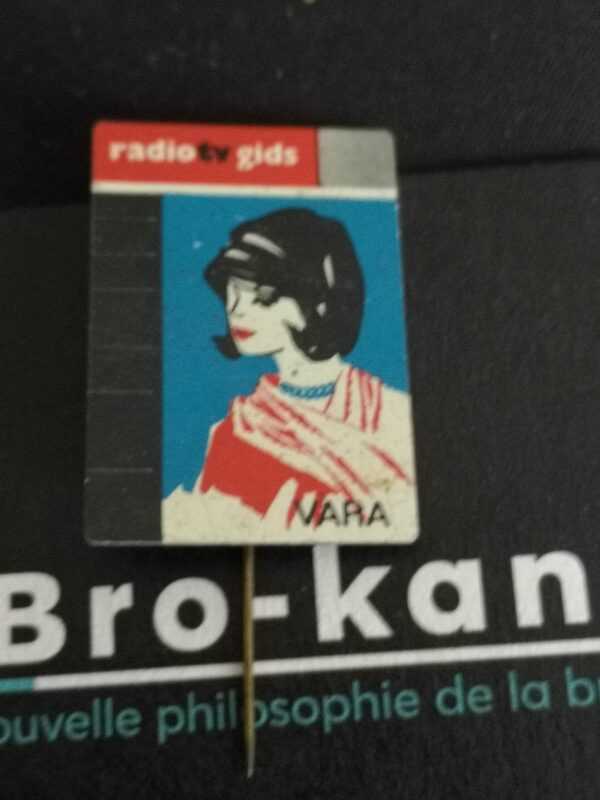 radio tv gids
VARA
Bro-kan
ouvelle philosophie de la b